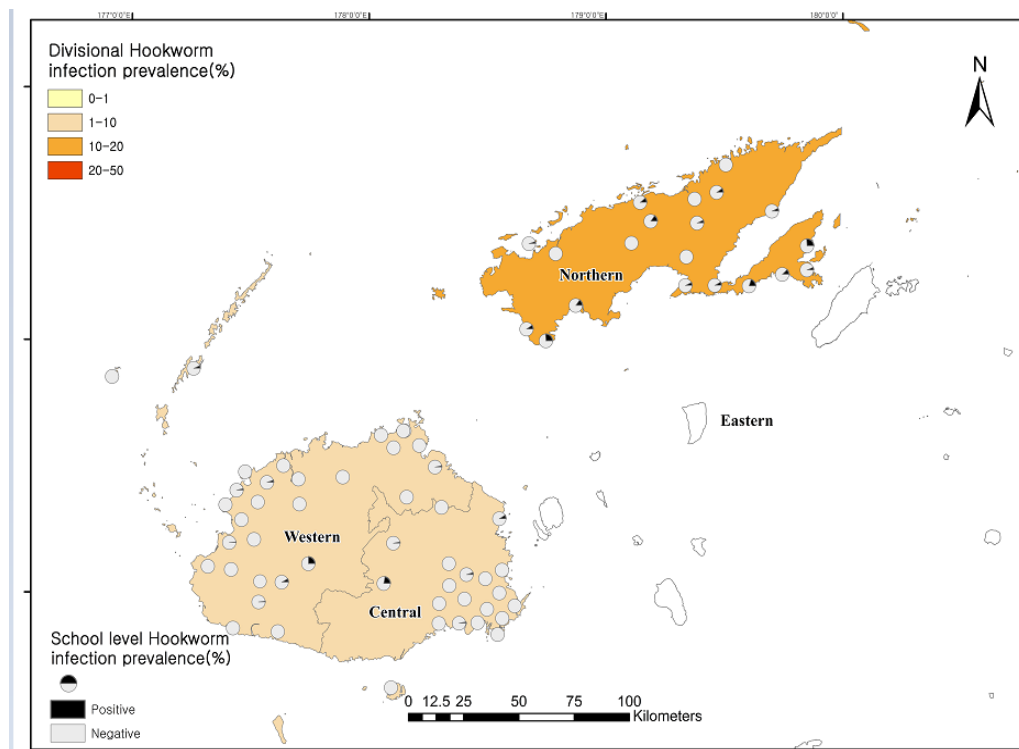 177°0'0"E 178°0'0"E 179°0'0"E 180°0'0"
Divisional Hookworm
infection prevalence(%)
0-1
1-10
10-20
20-50
N
Northern
Eastern
Western
Central
School level Hookworm
infection prevalence(%)
Positive
Negative
0 12.5 25 50 75 100
Kilometers